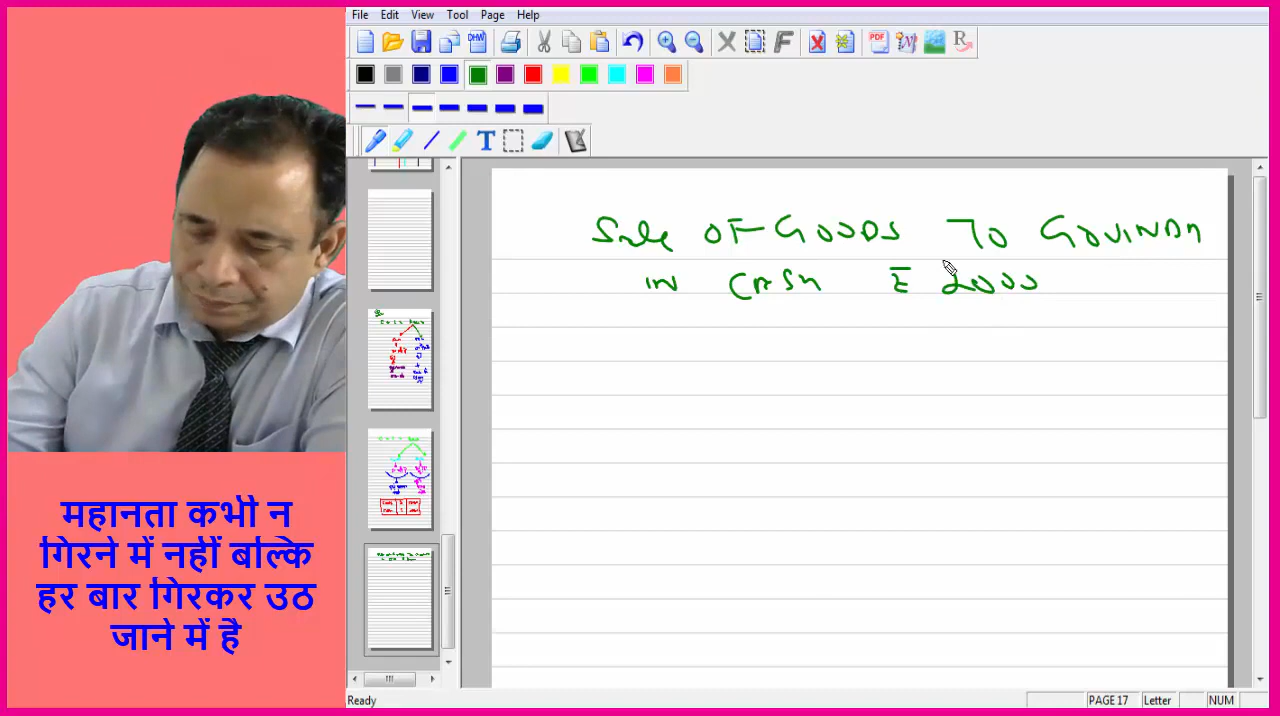 File Edit View Tool Page Help
Sale OF GOODS TO GOVINDA
IN CASH ₹ 2000
महानता कभी न
गिरने में नहीं बल्कि
हर बार गिरकर उठ
जाने में है
Ready
PAGE 17 Letter NUM